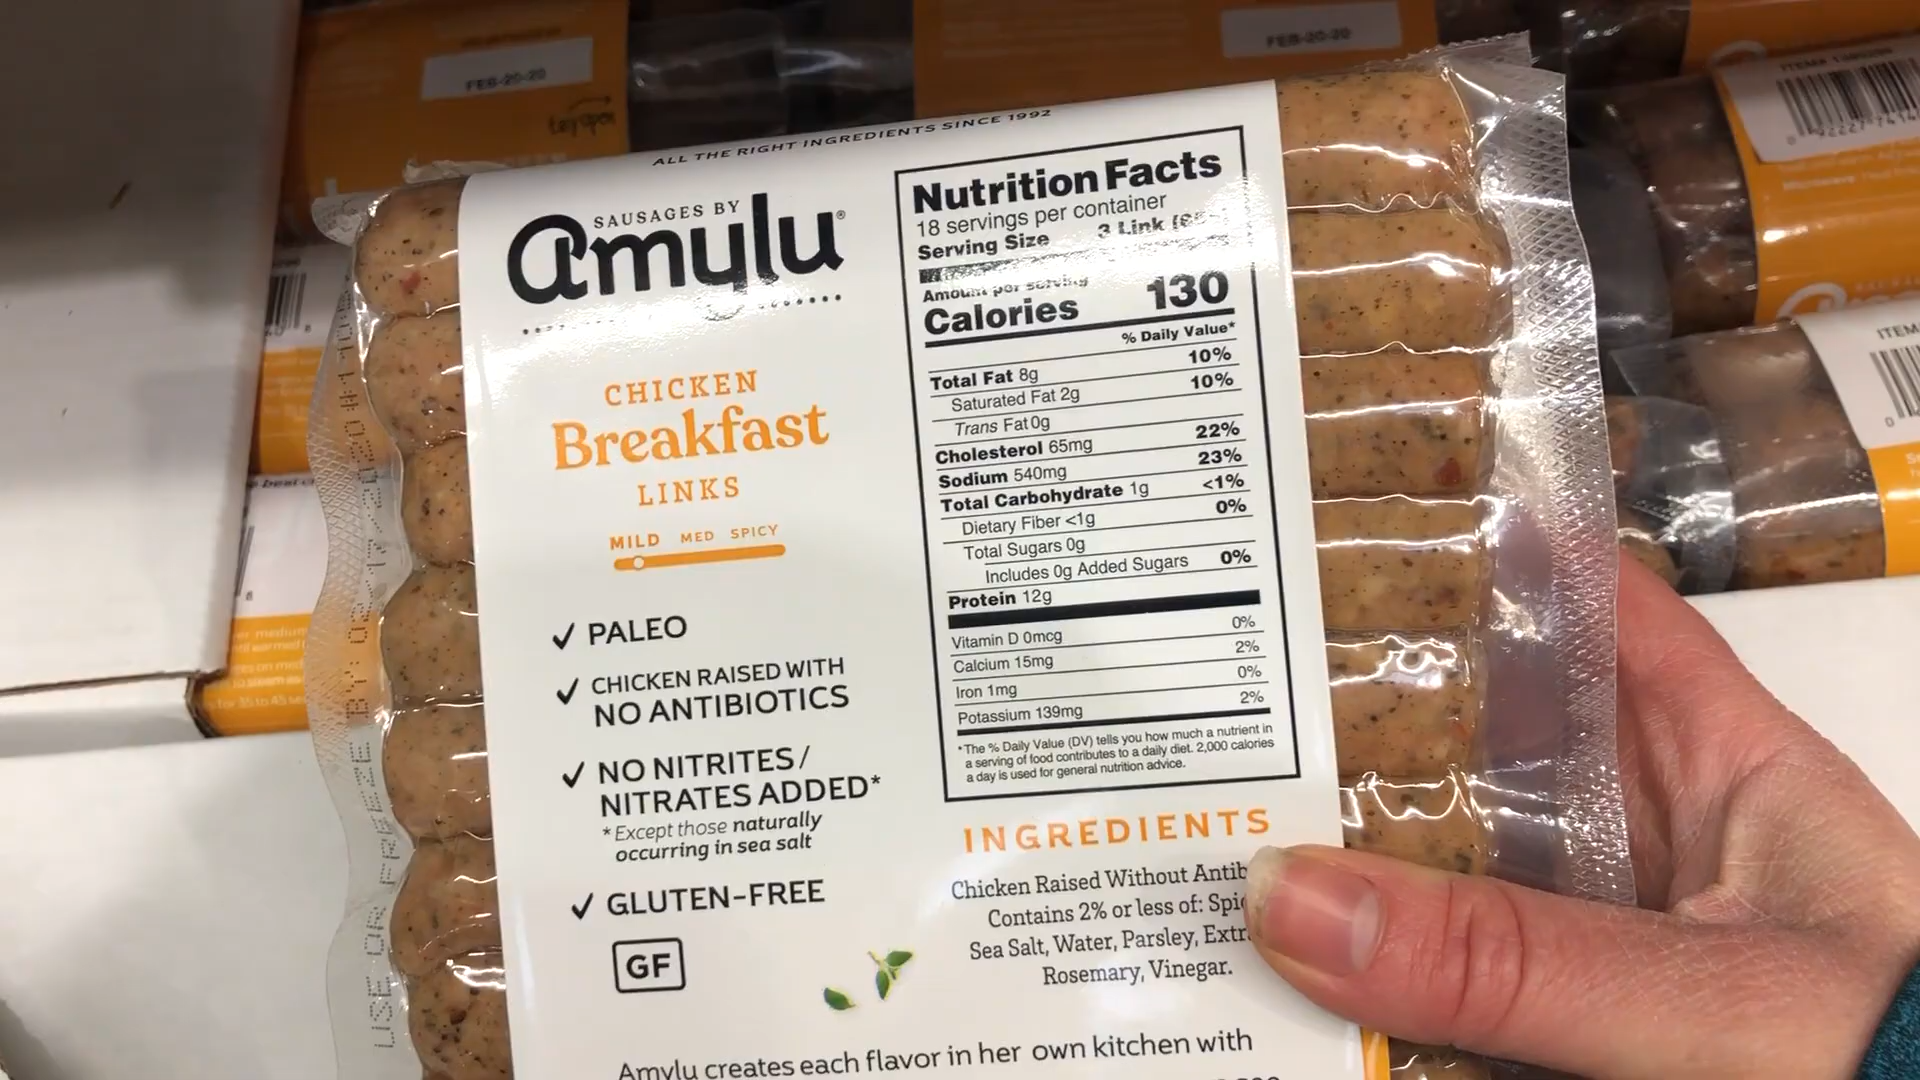 FEB-20-20
FEB-20-20
ALL THE RIGHT INGREDIENTS SINCE 1992
SAUSAGES BY
amylu®
CHICKEN
Breakfast
LINKS
MILD MED SPICY
✓ PALEO
✓ CHICKEN RAISED WITH
NO ANTIBIOTICS
✓ NO NITRITES/
NITRATES ADDED*
*Except those naturally
occurring in sea salt
✓ GLUTEN-FREE
GF
Nutrition Facts
18 servings per container
Serving Size 3 Link
Amount per serving
Calories 130
% Daily Value*
Total Fat 8g 10%
Saturated Fat 2g 10%
Trans Fat 0g
Cholesterol 65mg 22%
Sodium 540mg 23%
Total Carbohydrate 1g <1%
Dietary Fiber <1g 0%
Total Sugars 0g
Includes 0g Added Sugars 0%
Protein 12g
Vitamin D 0mcg 0%
Calcium 15mg 2%
Iron 1mg 0%
Potassium 139mg 2%
*The % Daily Value (DV) tells you how much a nutrient in
a serving of food contributes to a daily diet. 2,000 calories
a day is used for general nutrition advice.
INGREDIENTS
Chicken Raised Without
Contains 2% or less of:
Sea Salt, Water, Parsley,
Rosemary, Vinegar.
Amylu creates each flavor in her own kitchen with
USE OR FREEZE BY:
ITEM#